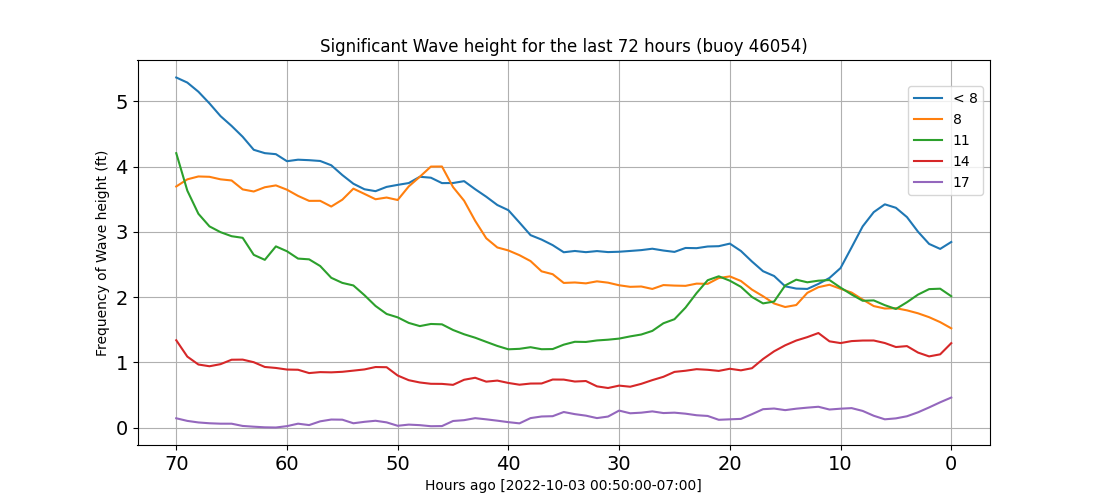 Significant Wave height for the last 72 hours (buoy 46054)
Frequency of Wave height (ft)
5
4
3
2
1
0
< 8
8
11
14
17
70 60 50 40 30 20 10 0
Hours ago [2022-10-03 00:50:00-07:00]